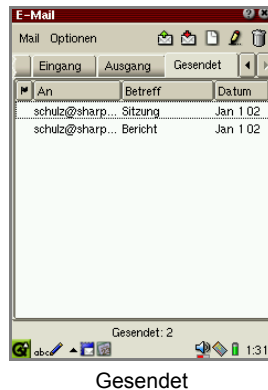 E-Mail
Mail Optionen
Eingang Ausgang Gesendet
An Betreff Datum
schulz@sharp... Sitzung Jan 1 02
schulz@sharp... Bericht Jan 1 02
Gesendet: 2
abc 1:31
Gesendet